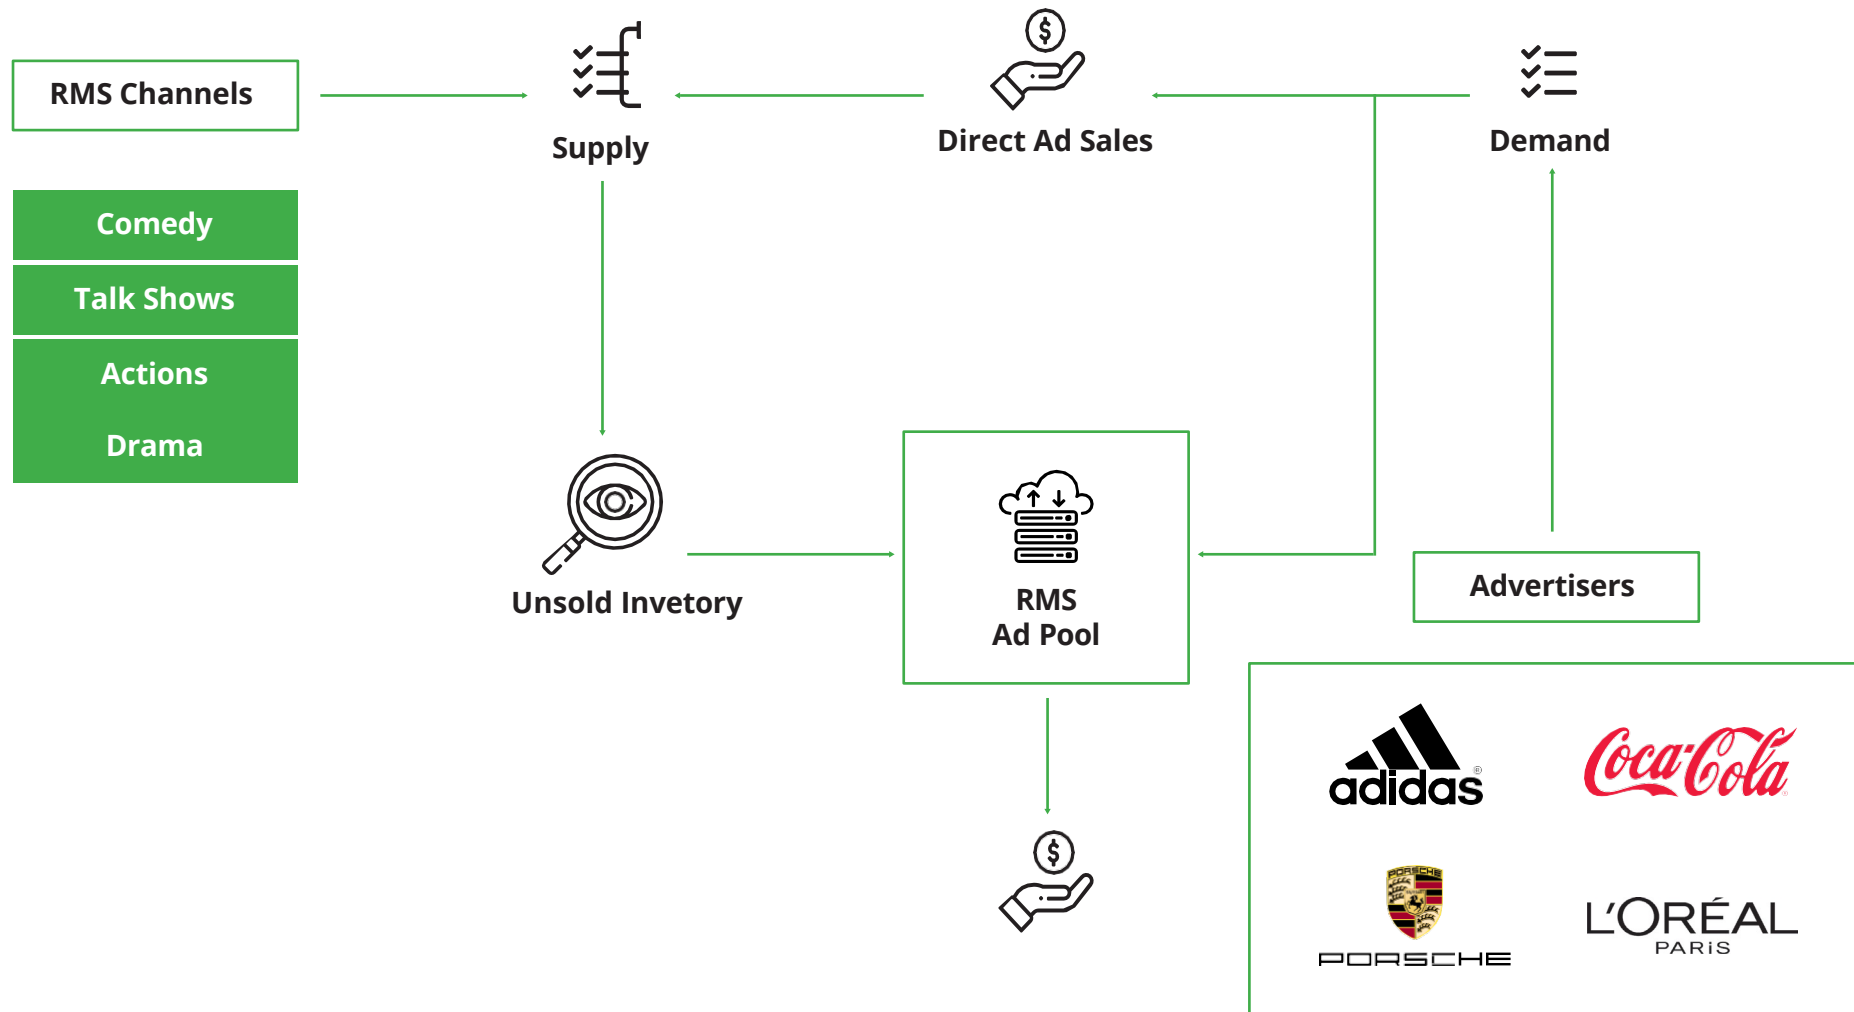 RMS Channels
Supply
Direct Ad Sales
Demand
Comedy
Talk Shows
Actions
Drama
Unsold Invetory
RMS
Ad Pool
Advertisers
adidas®
Coca-Cola
PORSCHE
PORSCHE
L'ORÉAL
PARiS